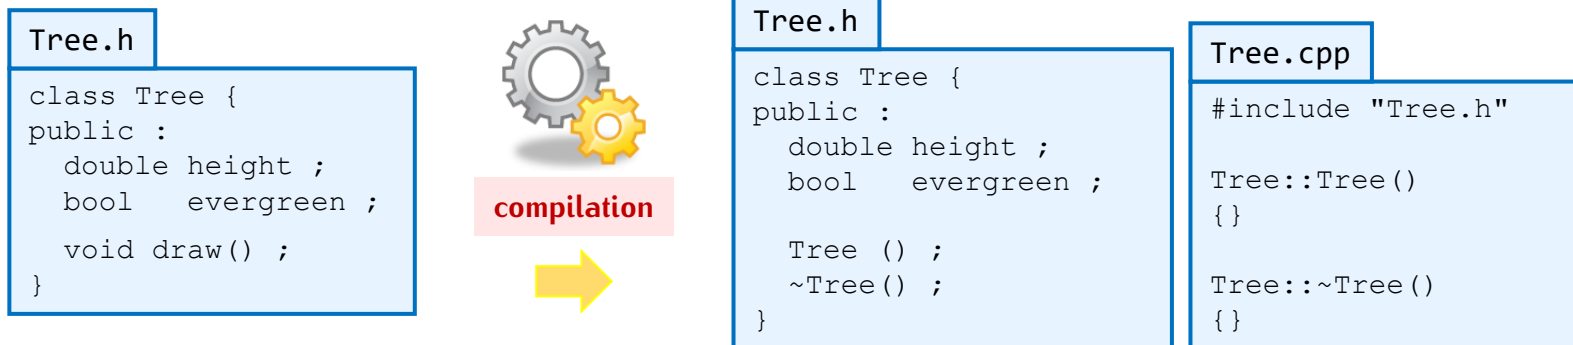 Tree.h
class Tree {
public :
  double height ;
  bool   evergreen ;
  void draw() ;
}
compilation
Tree.h
class Tree {
public :
  double height ;
  bool   evergreen ;

  Tree () ;
  ~Tree() ;
}
Tree.cpp
#include "Tree.h"

Tree::Tree()
{}

Tree::~Tree()
{}